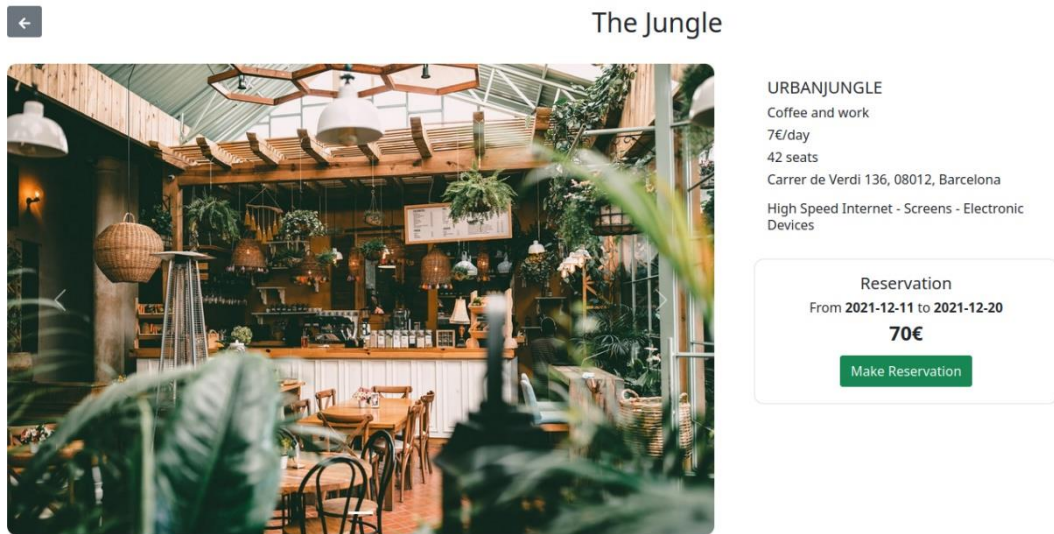 The Jungle
URBANJUNGLE
Coffee and work
7€/day
42 seats
Carrer de Verdi 136, 08012, Barcelona
High Speed Internet - Screens - Electronic
Devices
Reservation
From 2021-12-11 to 2021-12-20
70€
Make Reservation